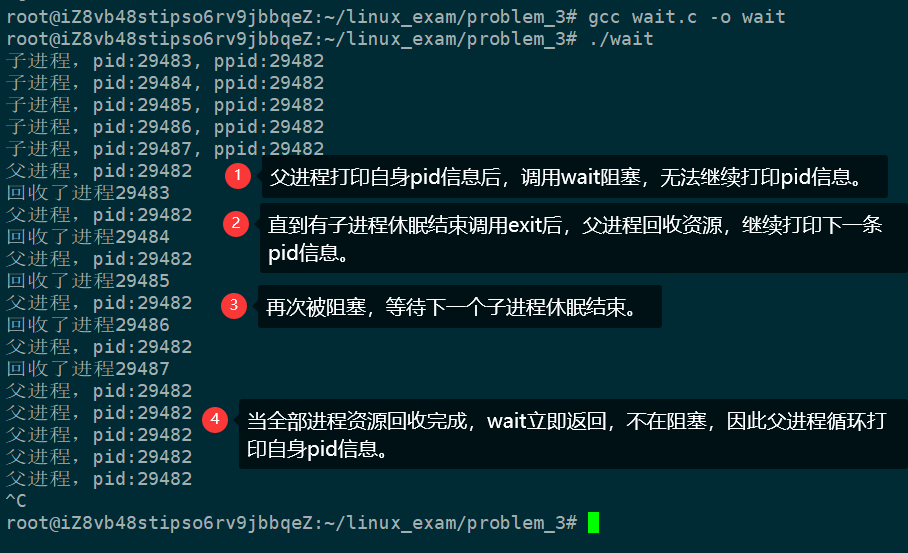 root@iZ8vb48stipso6rv9jbbqeZ:~/linux_exam/problem_3# gcc wait.c -o wait
root@iZ8vb48stipso6rv9jbbqeZ:~/linux_exam/problem_3# ./wait
子进程，pid:29483, ppid:29482
子进程，pid:29484, ppid:29482
子进程，pid:29485, ppid:29482
子进程，pid:29486, ppid:29482
子进程，pid:29487, ppid:29482
父进程，pid:29482
1 父进程打印自身pid信息后，调用wait阻塞，无法继续打印pid信息。
回收了进程29483
父进程，pid:29482
2 直到有子进程休眠结束调用exit后，父进程回收资源，继续打印下一条
pid信息。
回收了进程29484
父进程，pid:29482
回收了进程29485
父进程，pid:29482
3 再次被阻塞，等待下一个子进程休眠结束。
回收了进程29486
父进程，pid:29482
回收了进程29487
父进程，pid:29482
父进程，pid:29482
4 当全部进程资源回收完成，wait立即返回，不在阻塞，因此父进程循环打
印自身pid信息。
父进程，pid:29482
父进程，pid:29482
父进程，pid:29482
^C
root@iZ8vb48stipso6rv9jbbqeZ:~/linux_exam/problem_3#